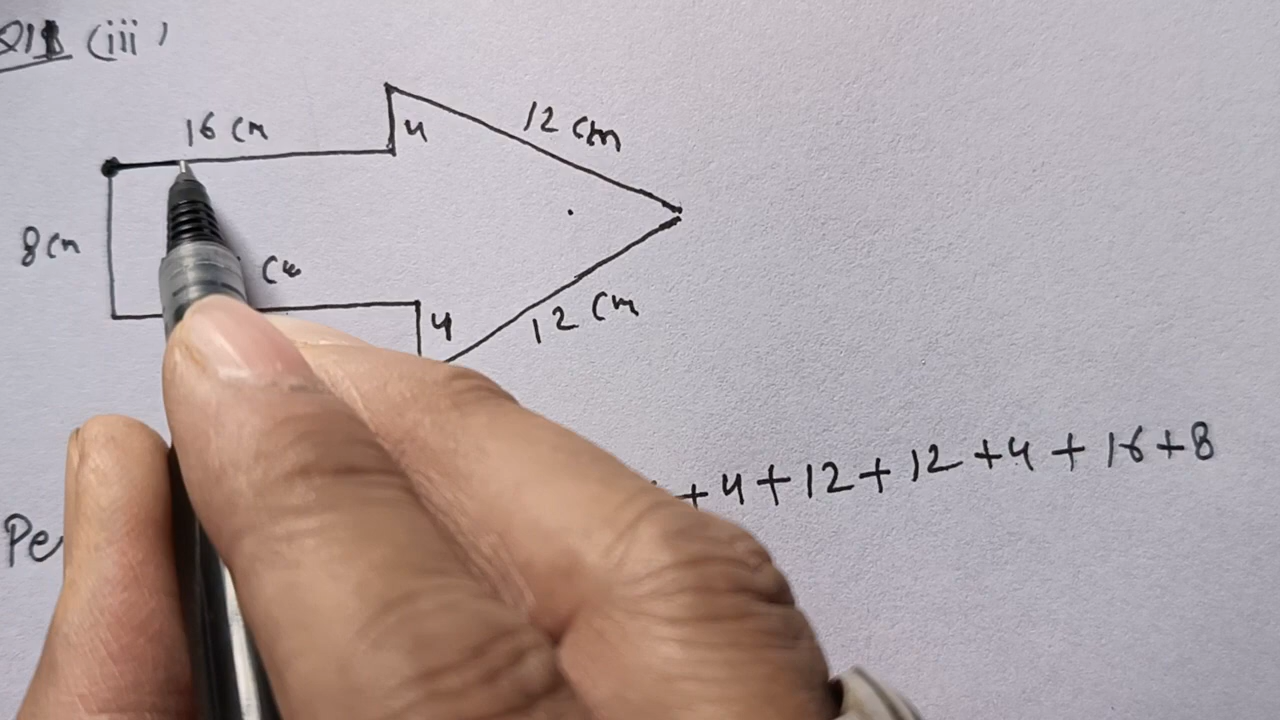 (iii)
16 cm
4
12 cm
8 cm
cm
4
12 cm
+ 4 + 12 + 12 + 4 + 16 + 8
Pe